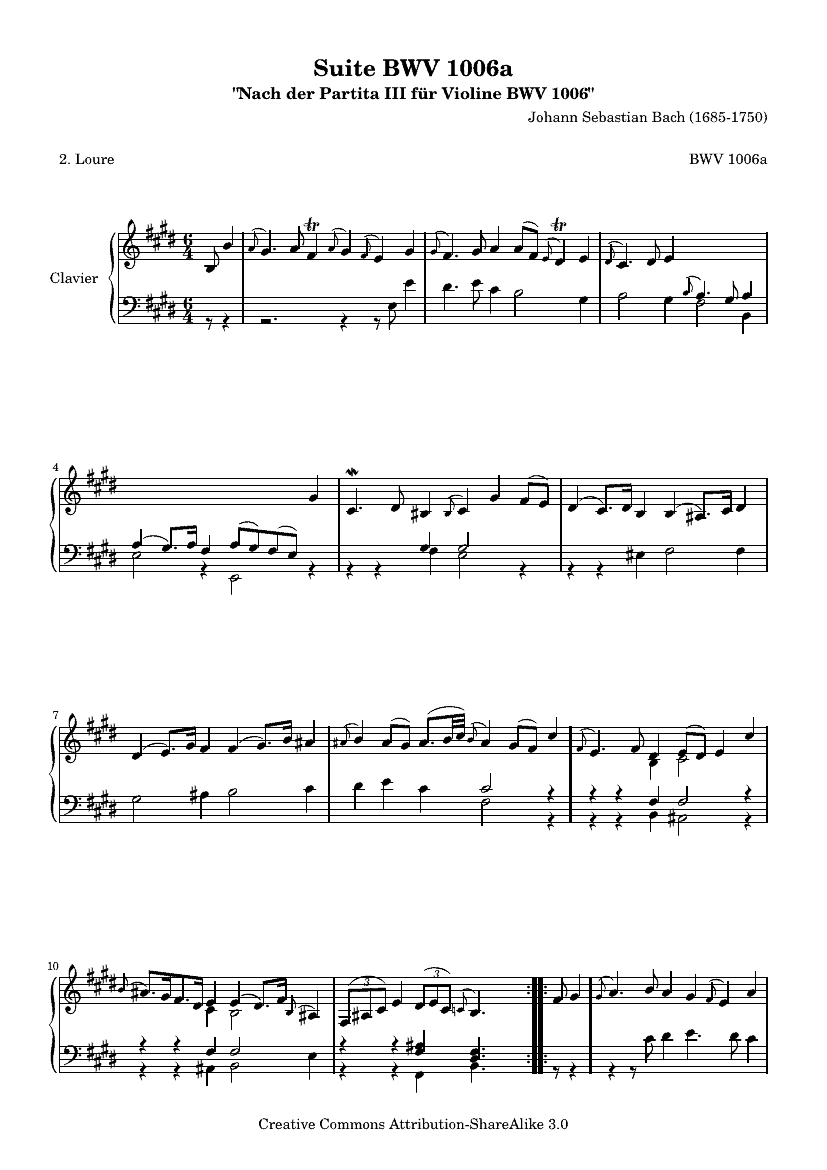 Suite BWV 1006a
"Nach der Partita III für Violine BWV 1006"
Johann Sebastian Bach (1685-1750)
2. Loure
BWV 1006a
Clavier
6
4
6
4
tr
tr
4
7
10
3
3
Creative Commons Attribution-ShareAlike 3.0